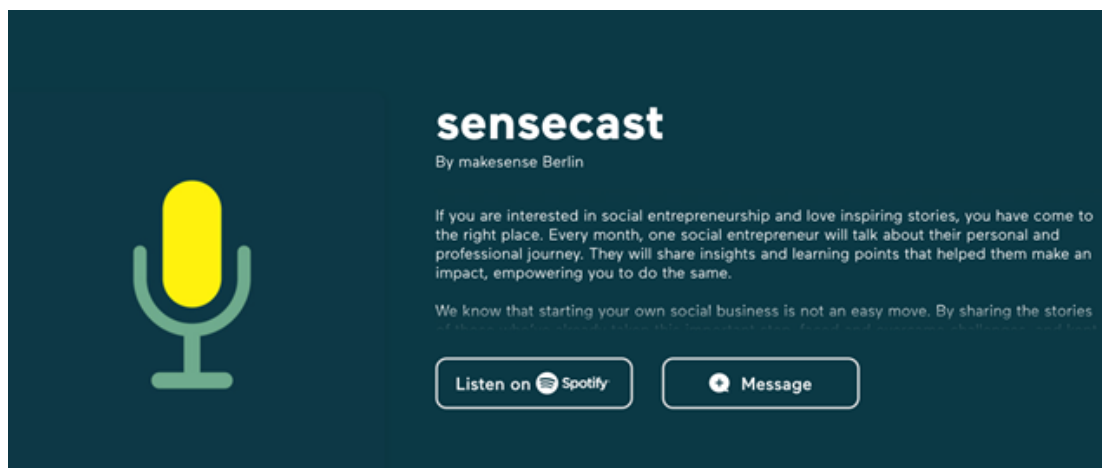 sensecast
By makesense Berlin
If you are interested in social entrepreneurship and love inspiring stories, you have come to
the right place. Every month, one social entrepreneur will talk about their personal and
professional journey. They will share insights and learning points that helped them make an
impact, empowering you to do the same.
We know that starting your own social business is not an easy move. By sharing the stories
Listen on Spotify
Message